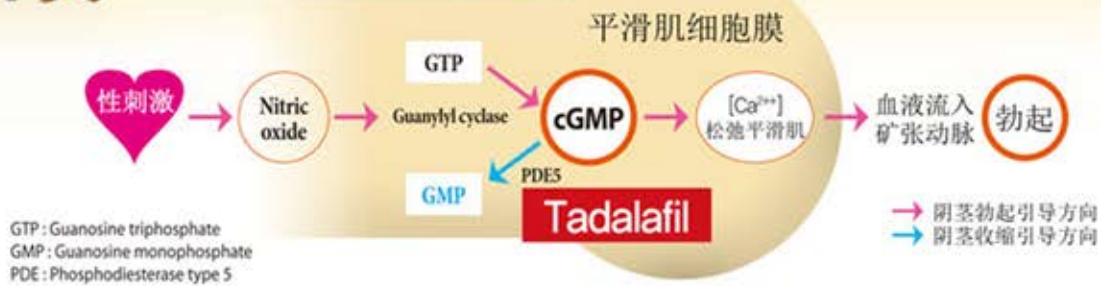 平滑肌细胞膜
性刺激
Nitric
oxide
GTP
Guanylyl cyclase
cGMP
[Ca²⁺⁺]
松弛平滑肌
血液流入
矿张动脉
勃起
GMP
PDE5
Tadalafil
阴茎勃起引导方向
阴茎收缩引导方向
GTP : Guanosine triphosphate
GMP : Guanosine monophosphate
PDE : Phosphodiesterase type 5